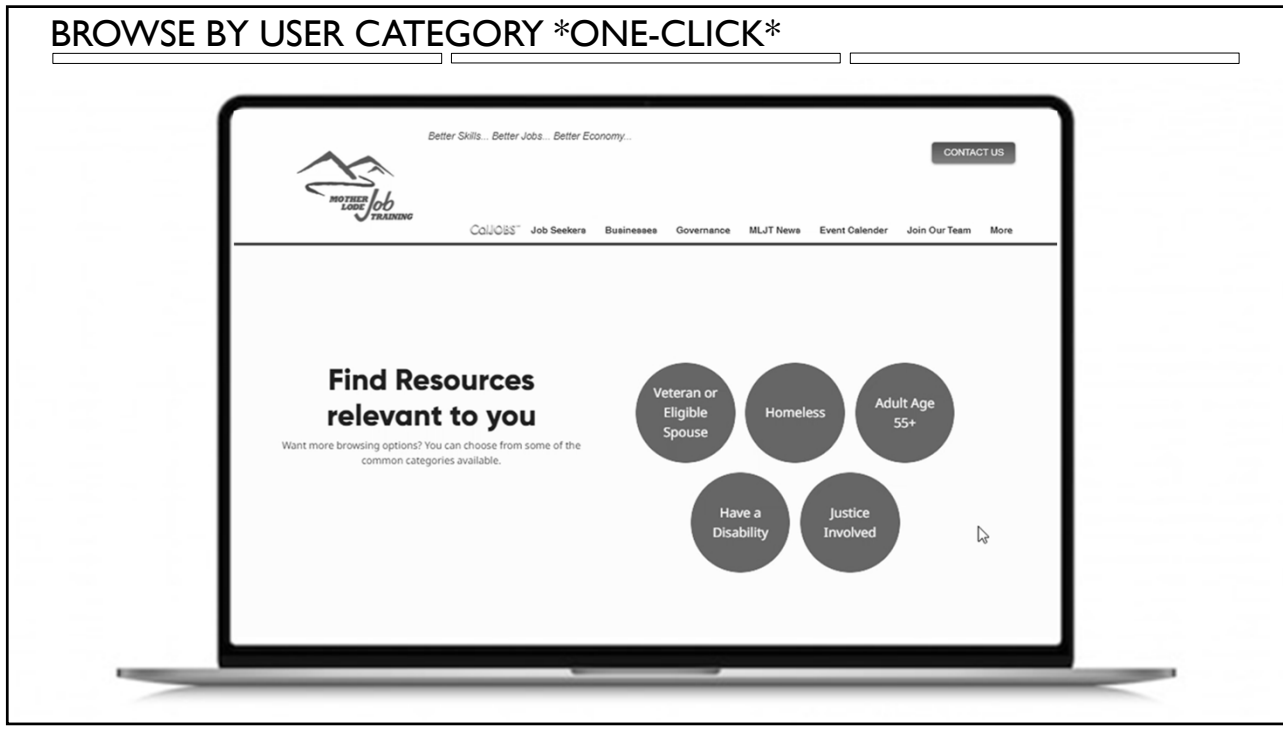 BROWSE BY USER CATEGORY *ONE-CLICK*
Better Skills... Better Jobs... Better Economy...
CONTACT US
MOTHER
LODE Job
TRAINING
CalJOBS℠ Job Seekers Businesses Governance MLJT News Event Calender Join Our Team More
Find Resources
relevant to you
Want more browsing options? You can choose from some of the
common categories available.
Veteran or
Eligible
Spouse
Homeless
Adult Age
55+
Have a
Disability
Justice
Involved